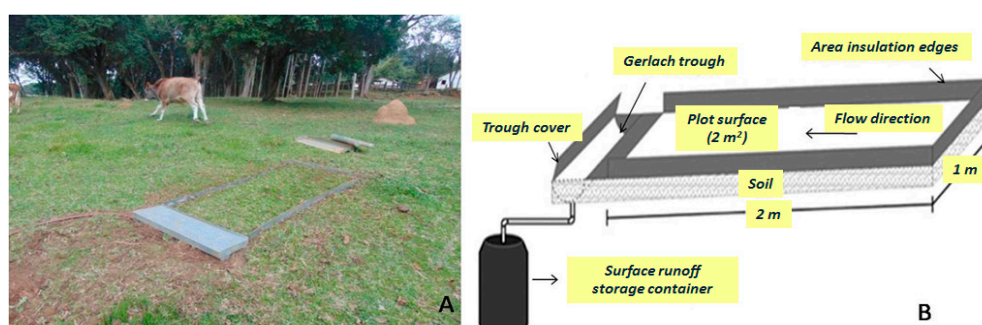 A
Area insulation edges
Gerlach trough
Trough cover
Plot surface
(2 m²)
Flow direction
Soil
1 m
2 m
Surface runoff
storage container
B